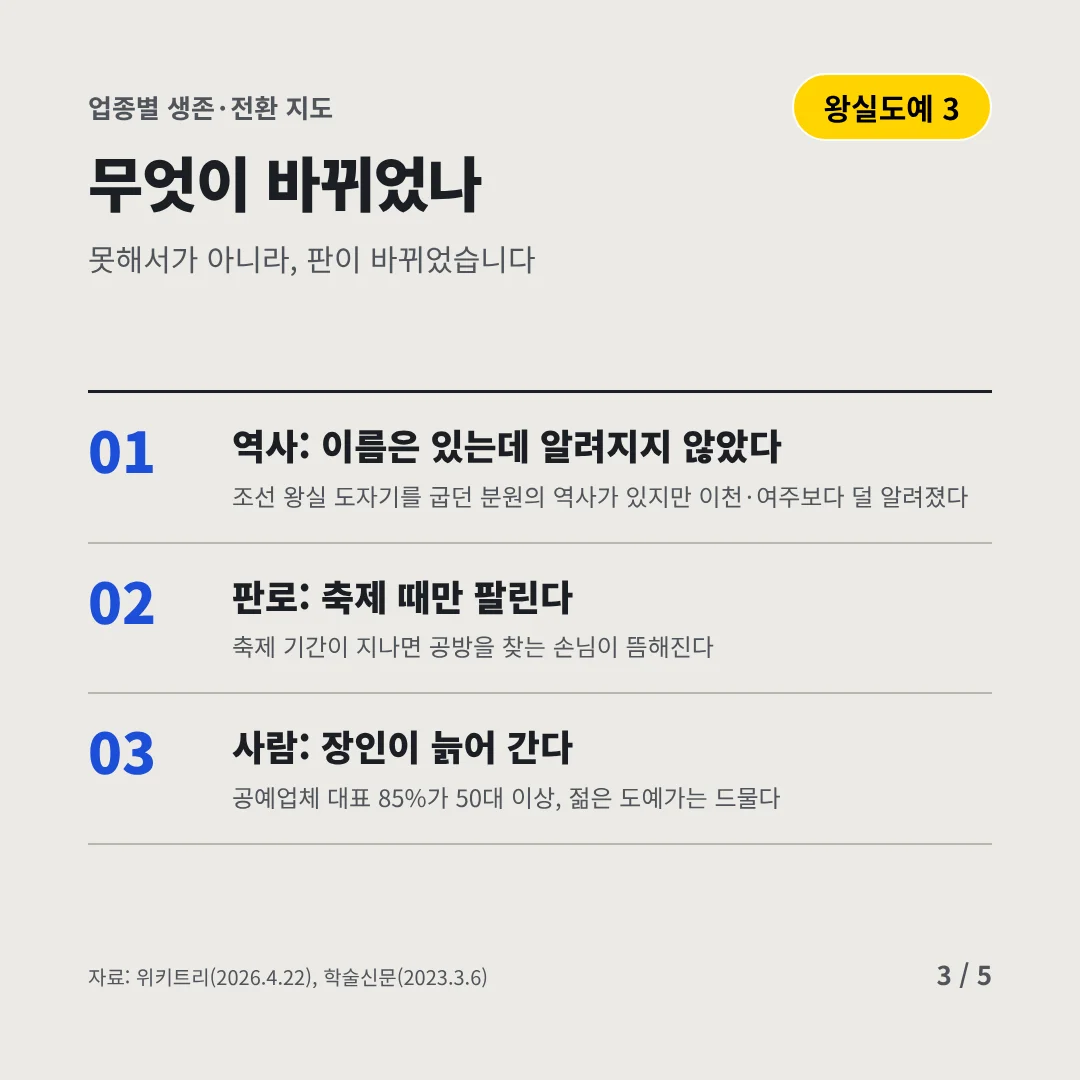 업종별 생존·전환 지도
왕실도예 3
무엇이 바뀌었나
못해서가 아니라, 판이 바뀌었습니다
01
역사: 이름은 있는데 알려지지 않았다
조선 왕실 도자기를 굽던 분원의 역사가 있지만 이천·여주보다 덜 알려졌다
02
판로: 축제 때만 팔린다
축제 기간이 지나면 공방을 찾는 손님이 뜸해진다
03
사람: 장인이 늙어 간다
공예업체 대표 85%가 50대 이상, 젊은 도예가는 드물다
자료: 위키트리(2026.4.22), 학술신문(2023.3.6)
3 / 5